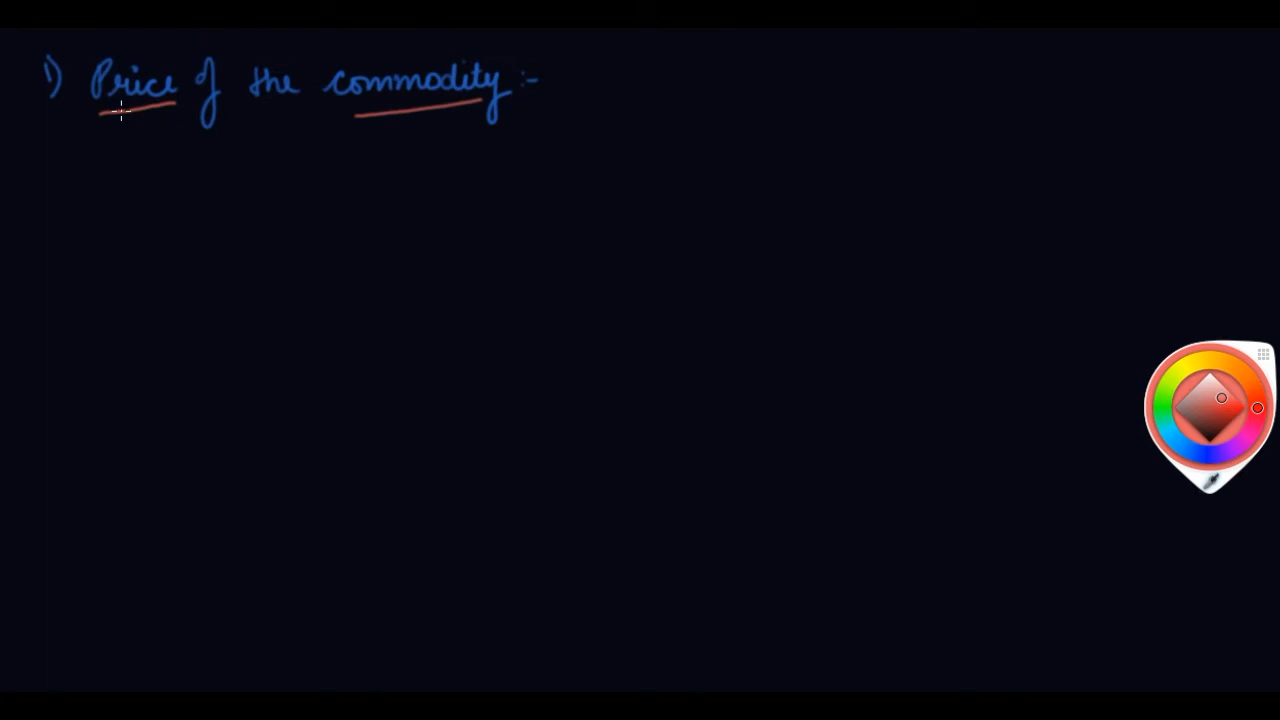 1) Price of the commodity :-